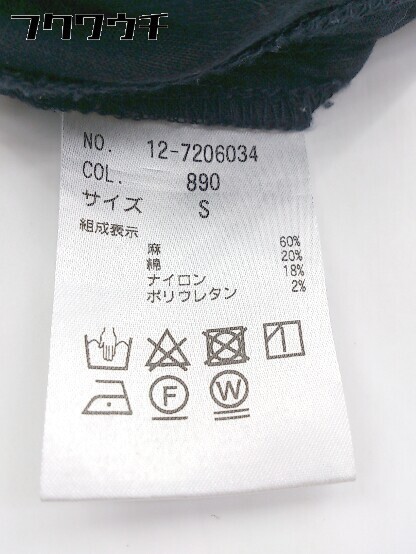 フクワウチ
NO. 12-7206034
COL. 890
サイズ S
組成表示
麻 60%
綿 20%
ナイロン 18%
ポリウレタン 2%
F W